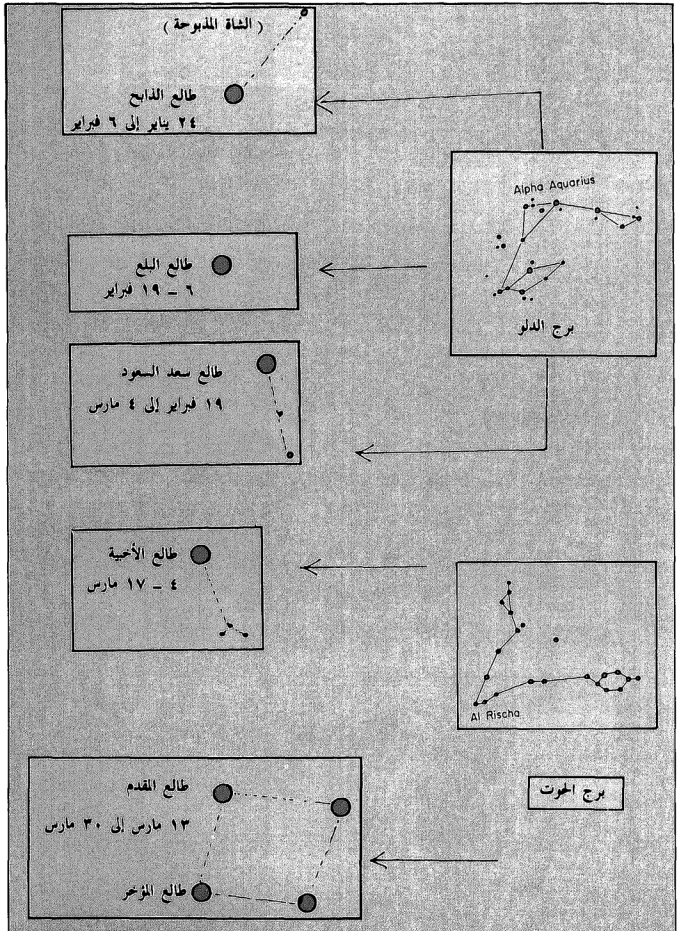 ( الشاة المذبوحة )
طالع الذابح
٢٤ يناير إلى ٦ فبراير
Alpha Aquarius
برج الدلو
طالع البلع
٦ – ١٩ فبراير
طالع سعد السعود
١٩ فبراير إلى ٤ مارس
طالع الأخبية
٤ – ١٧ مارس
Al Rischa
برج الحوت
طالع المقدم
١٣ مارس إلى ٣٠ مارس
طالع المؤخر